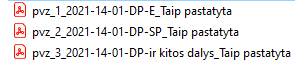 pvz_1_2021-14-01-DP-E_Taip pastatyta
pvz_2_2021-14-01-DP-SP_Taip pastatyta
pvz_3_2021-14-01-DP-ir kitos dalys_Taip pastatyta